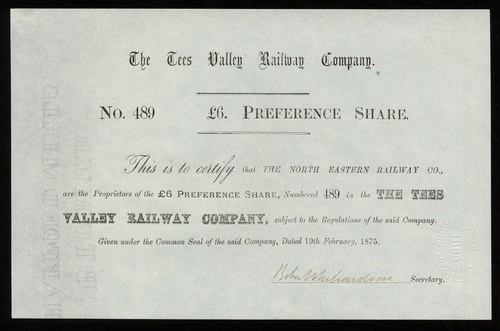 The Tees Valley Railway Company.
No. 489 £6. PREFERENCE SHARE.
This is to certify that THE NORTH EASTERN RAILWAY CO.,
are the Proprietors of the £6 PREFERENCE SHARE, Numbered 489 in the THE TEES
VALLEY RAILWAY COMPANY, subject to the Regulations of the said Company.
Given under the Common Seal of the said Company, Dated 19th February, 1875.
Secretary.